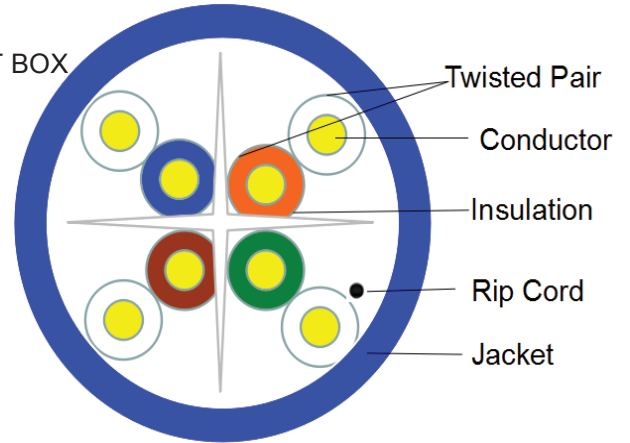 T BOX
Twisted Pair
Conductor
Insulation
Rip Cord
Jacket